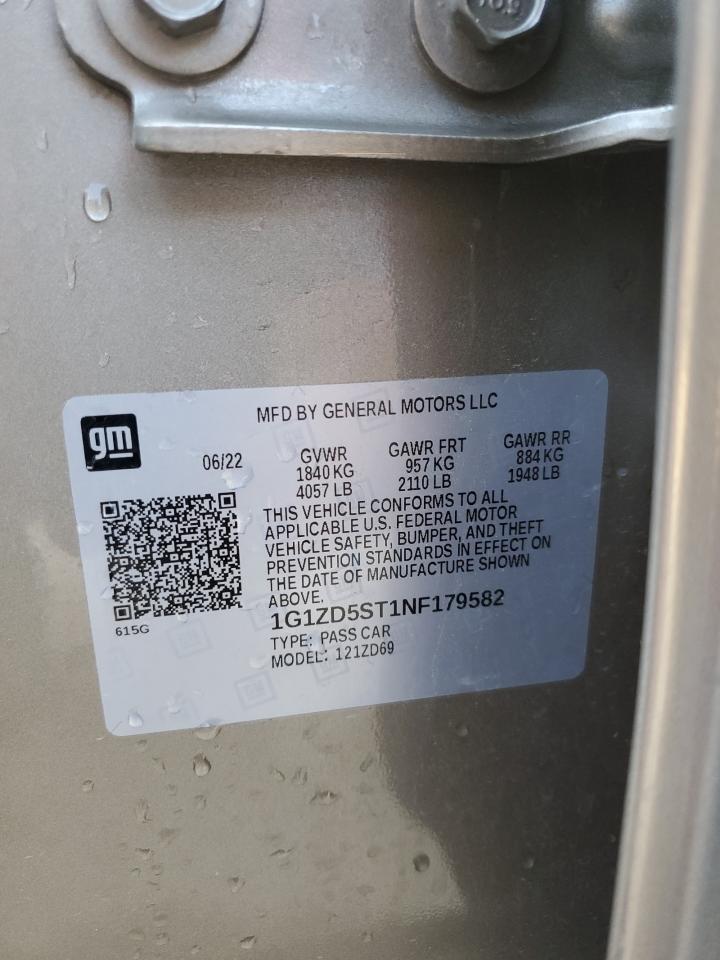 MFD BY GENERAL MOTORS LLC
gm
06/22
GVWR
1840 KG
4057 LB
GAWR FRT
957 KG
2110 LB
GAWR RR
884 KG
1948 LB
THIS VEHICLE CONFORMS TO ALL
APPLICABLE U.S. FEDERAL MOTOR
VEHICLE SAFETY, BUMPER, AND THEFT
PREVENTION STANDARDS IN EFFECT ON
THE DATE OF MANUFACTURE SHOWN
ABOVE.
615G
1G1ZD5ST1NF179582
TYPE: PASS CAR
MODEL: 121ZD69